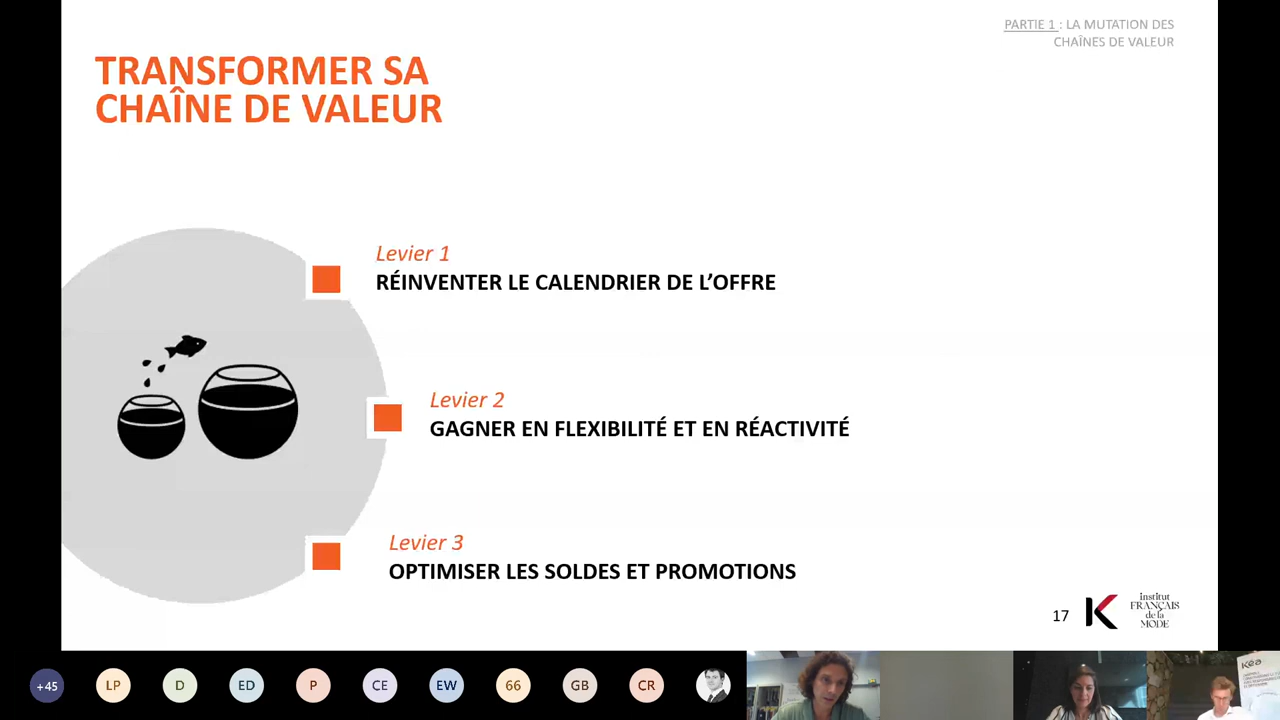 PARTIE 1 : LA MUTATION DES
CHAÎNES DE VALEUR
TRANSFORMER SA
CHAÎNE DE VALEUR
Levier 1
RÉINVENTER LE CALENDRIER DE L’OFFRE
Levier 2
GAGNER EN FLEXIBILITÉ ET EN RÉACTIVITÉ
Levier 3
OPTIMISER LES SOLDES ET PROMOTIONS
17
K
institut
FRANÇAIS
de la
MODE
+45
LP
D
ED
P
CE
EW
66
GB
CR
Kéa